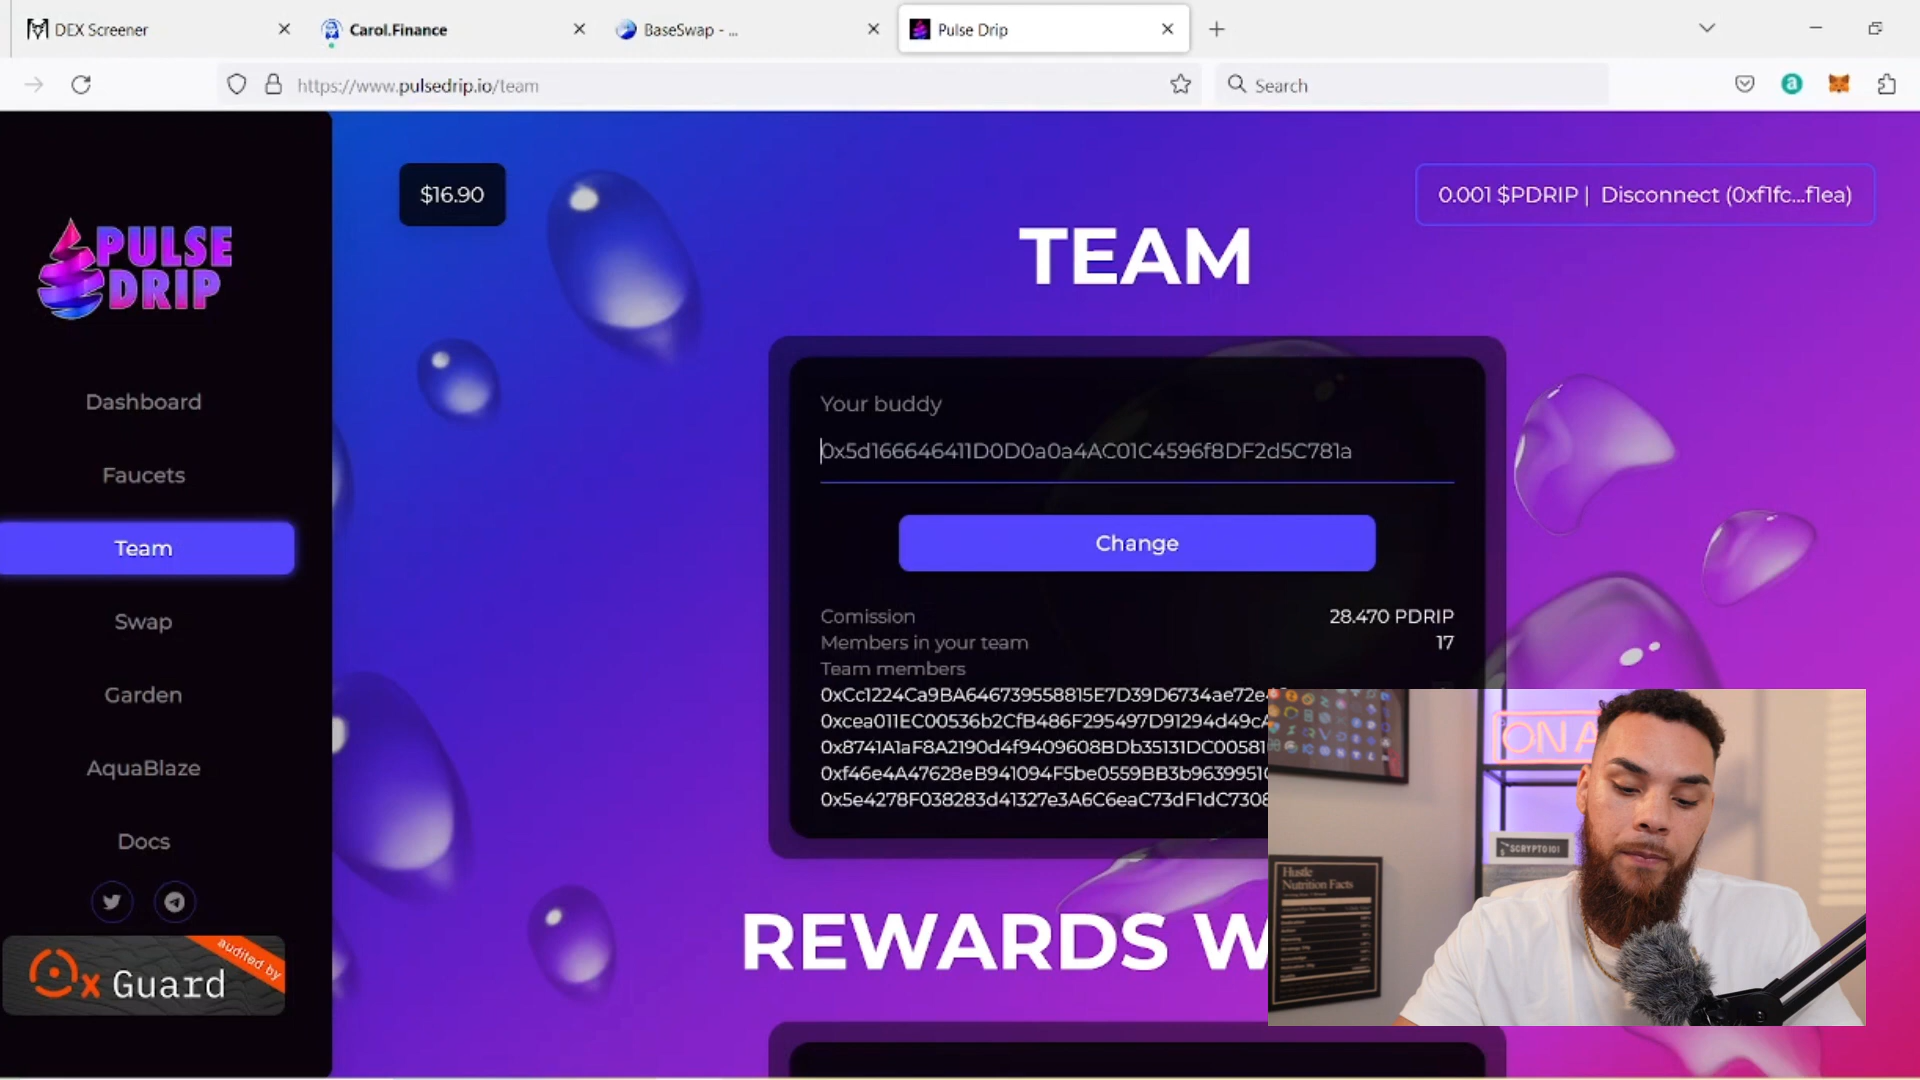 DEX Screener
Carol.Finance
BaseSwap - ...
Pulse Drip
https://www.pulsedrip.io/team
Search
$16.90
0.001 $PDRIP | Disconnect (0xf1fc...f1ea)
PULSE
DRIP
TEAM
Dashboard
Faucets
Team
Swap
Garden
AquaBlaze
Docs
audited by
0x Guard
Your buddy
0x5d166646411D0D0a0a4AC01C4596f8DF2d5C781a
Change
Comission 28.470 PDRIP
Members in your team 17
Team members
0xCc1224Ca9BA646739558815E7D39D6734ae72e
0xcea011EC00536b2CfB486F295497D91294d49cA
0x8741A1aF8A2190d4f9409608BDb35131DC00581
0xf46e4A47628eB941094F5be0559BB3b9639951
0x5e4278F038283d41327e3A6C6eaC73dF1dC7308
REWARDS W
ON A
SCRYPTO101
Hustle
Nutrition Facts